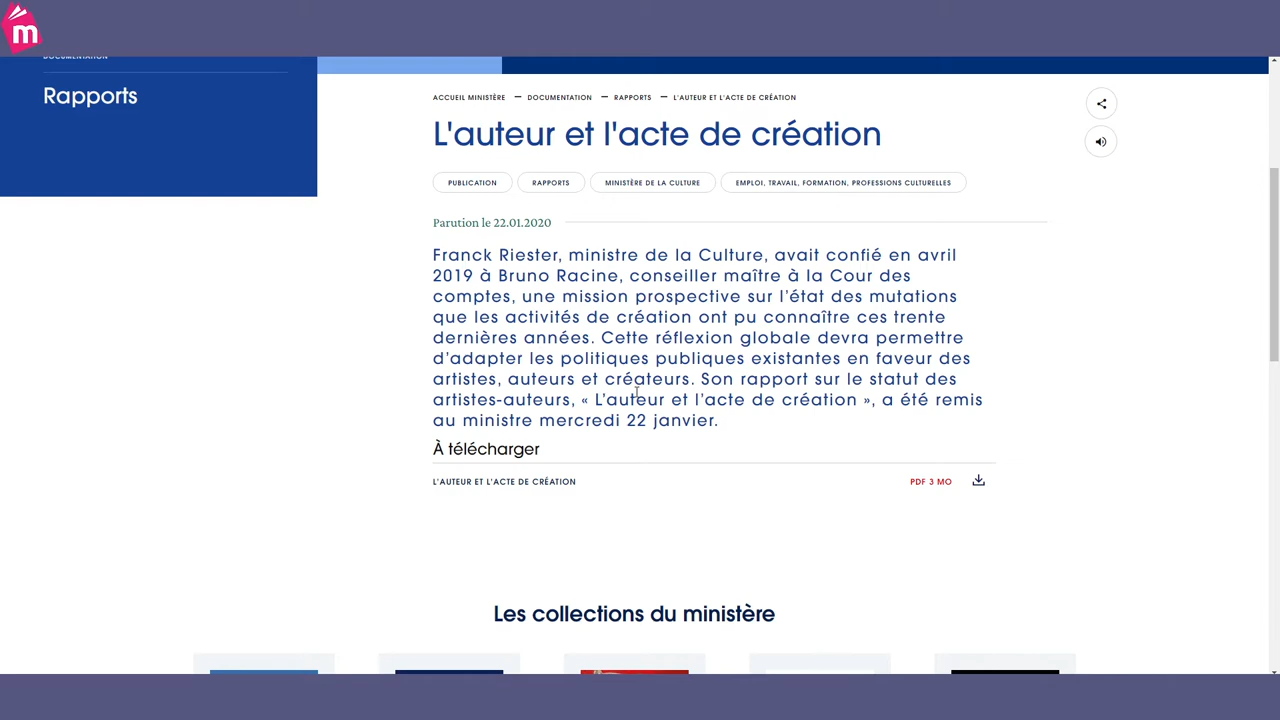 m
DOCUMENTATION
Rapports
ACCUEIL MINISTÈRE — DOCUMENTATION — RAPPORTS — L'AUTEUR ET L'ACTE DE CRÉATION
L'auteur et l'acte de création
PUBLICATION RAPPORTS MINISTÈRE DE LA CULTURE EMPLOI, TRAVAIL, FORMATION, PROFESSIONS CULTURELLES
Parution le 22.01.2020
Franck Riester, ministre de la Culture, avait confié en avril
2019 à Bruno Racine, conseiller maître à la Cour des
comptes, une mission prospective sur l’état des mutations
que les activités de création ont pu connaître ces trente
dernières années. Cette réflexion globale devra permettre
d’adapter les politiques publiques existantes en faveur des
artistes, auteurs et créateurs. Son rapport sur le statut des
artistes-auteurs, « L’auteur et l’acte de création », a été remis
au ministre mercredi 22 janvier.
À télécharger
L'AUTEUR ET L'ACTE DE CRÉATION PDF 3 MO
Les collections du ministère